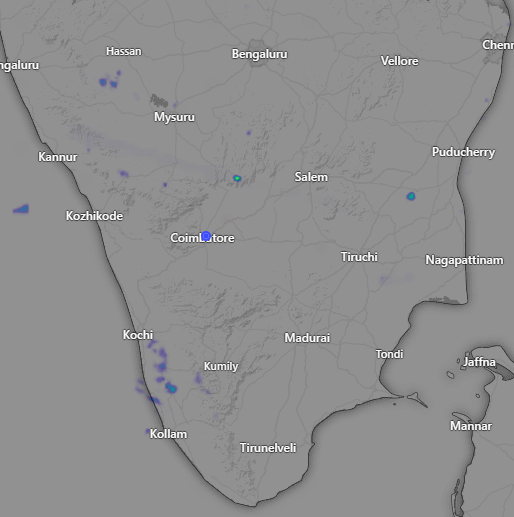 Hassan
Bengaluru
Chenn
Vellore
ngaluru
Mysuru
Kannur
Puducherry
Salem
Kozhikode
Coimbatore
Tiruchi
Nagapattinam
Kochi
Madurai
Tondi
Kumily
Jaffna
Kollam
Mannar
Tirunelveli